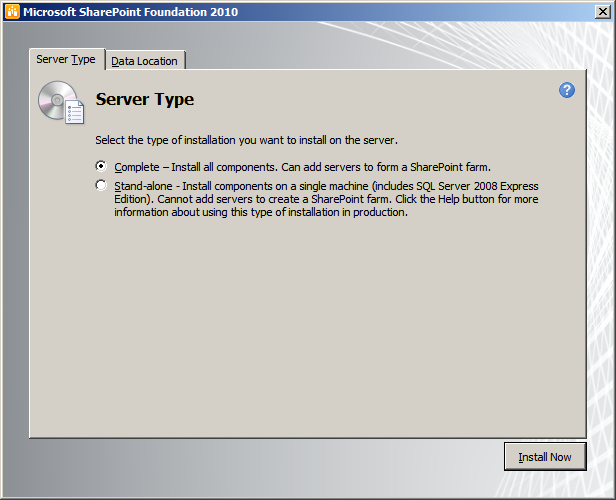 Microsoft SharePoint Foundation 2010
Server Type
Data Location
Server Type
?
Select the type of installation you want to install on the server.
Complete – Install all components. Can add servers to form a SharePoint farm.
Stand-alone - Install components on a single machine (includes SQL Server 2008 Express
Edition). Cannot add servers to create a SharePoint farm. Click the Help button for more
information about using this type of installation in production.
Install Now